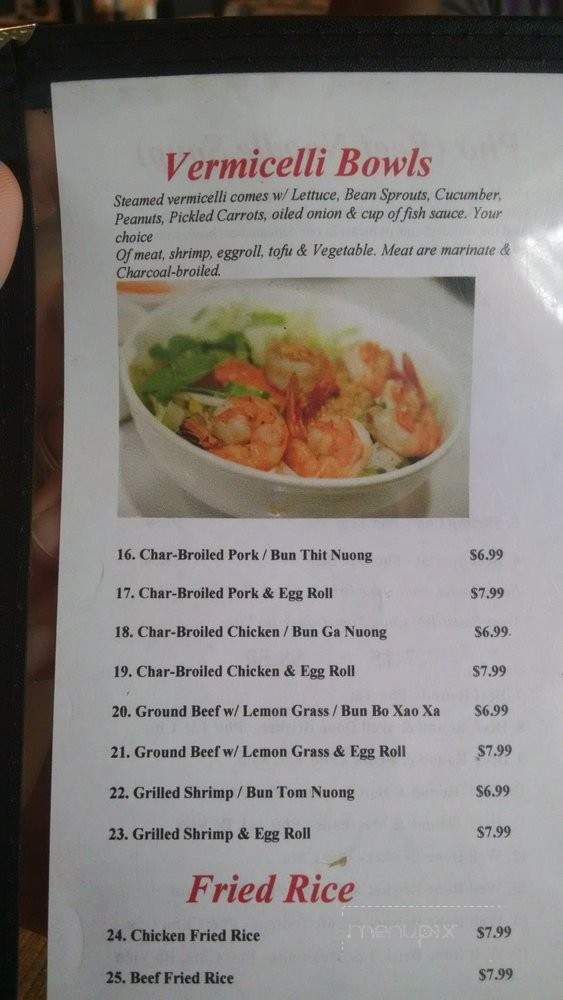 Vermicelli Bowls
Steamed vermicelli comes w/ Lettuce, Bean Sprouts, Cucumber,
Peanuts, Pickled Carrots, oiled onion & cup of fish sauce. Your
choice
Of meat, shrimp, eggroll, tofu & Vegetable. Meat are marinate &
Charcoal-broiled.
16. Char-Broiled Pork / Bun Thit Nuong $6.99
17. Char-Broiled Pork & Egg Roll $7.99
18. Char-Broiled Chicken / Bun Ga Nuong $6.99
19. Char-Broiled Chicken & Egg Roll $7.99
20. Ground Beef w/ Lemon Grass / Bun Bo Xao Xa $6.99
21. Ground Beef w/ Lemon Grass & Egg Roll $7.99
22. Grilled Shrimp / Bun Tom Nuong $6.99
23. Grilled Shrimp & Egg Roll $7.99
Fried Rice
24. Chicken Fried Rice $7.99
menupix
25. Beef Fried Rice $7.99